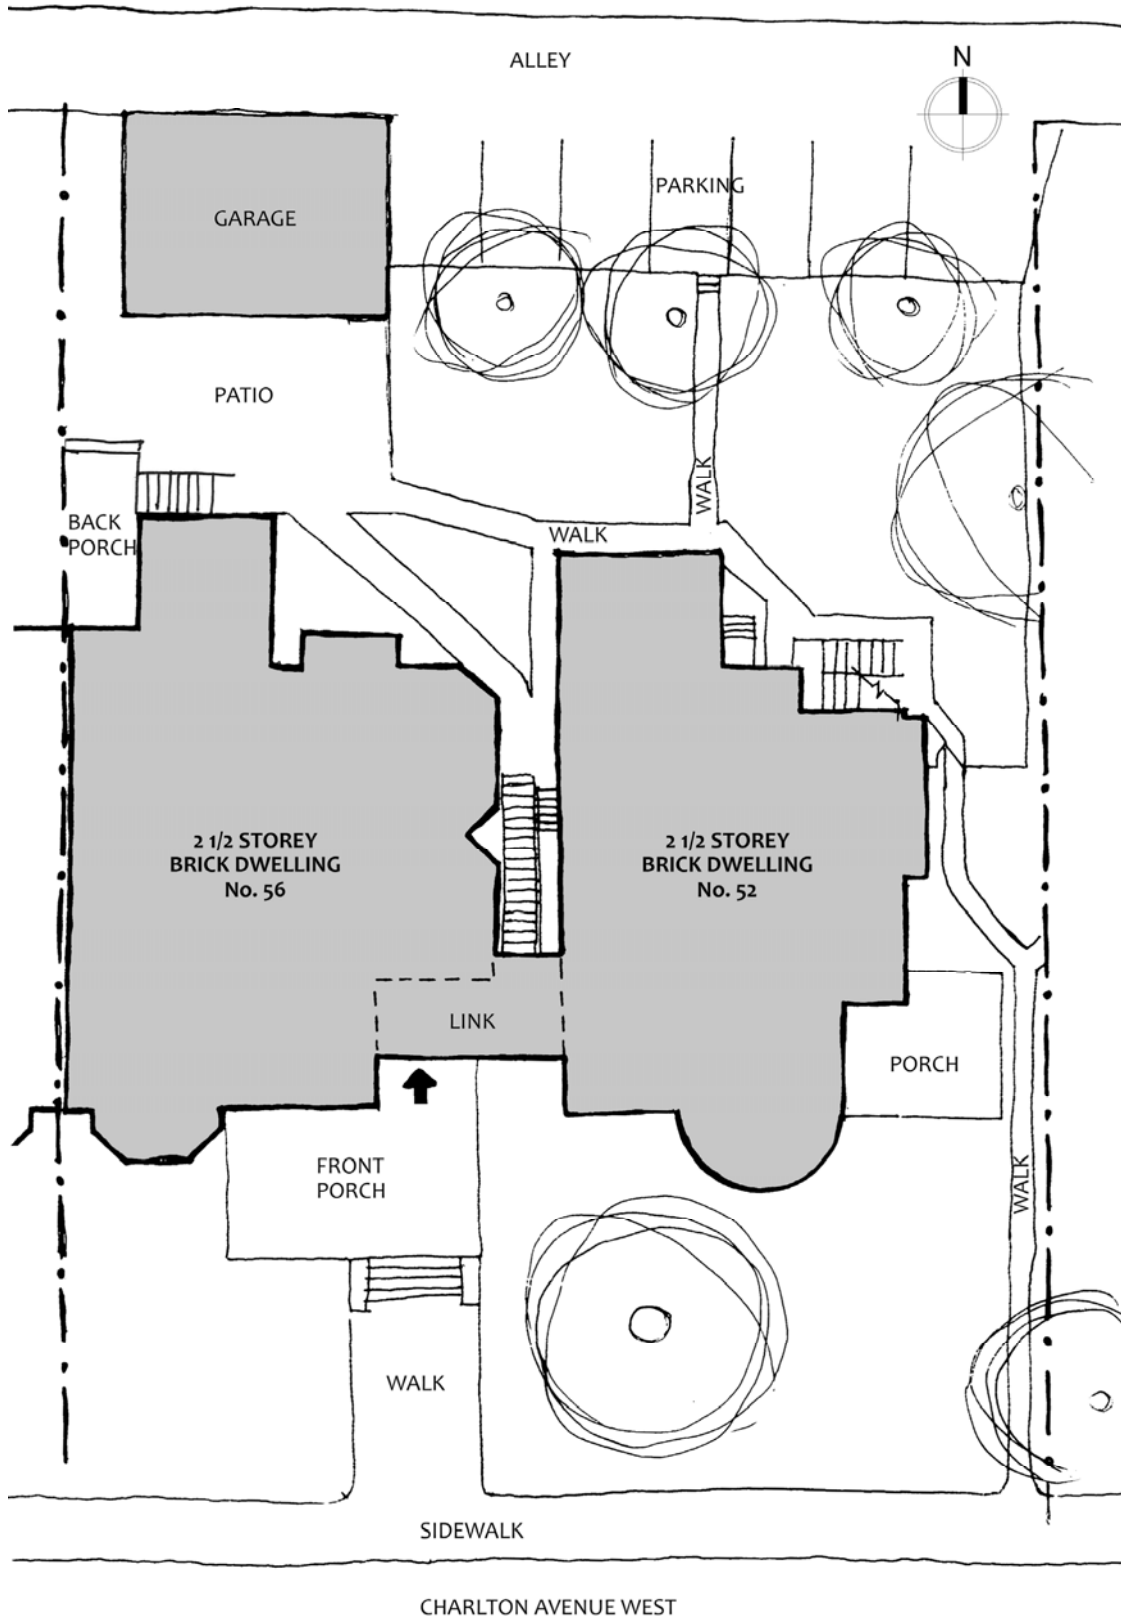 ALLEY
N
PARKING
GARAGE
PATIO
WALK
BACK
PORCH
WALK
2 1/2 STOREY
BRICK DWELLING
No. 56
2 1/2 STOREY
BRICK DWELLING
No. 52
LINK
PORCH
FRONT
PORCH
WALK
WALK
SIDEWALK
CHARLTON AVENUE WEST